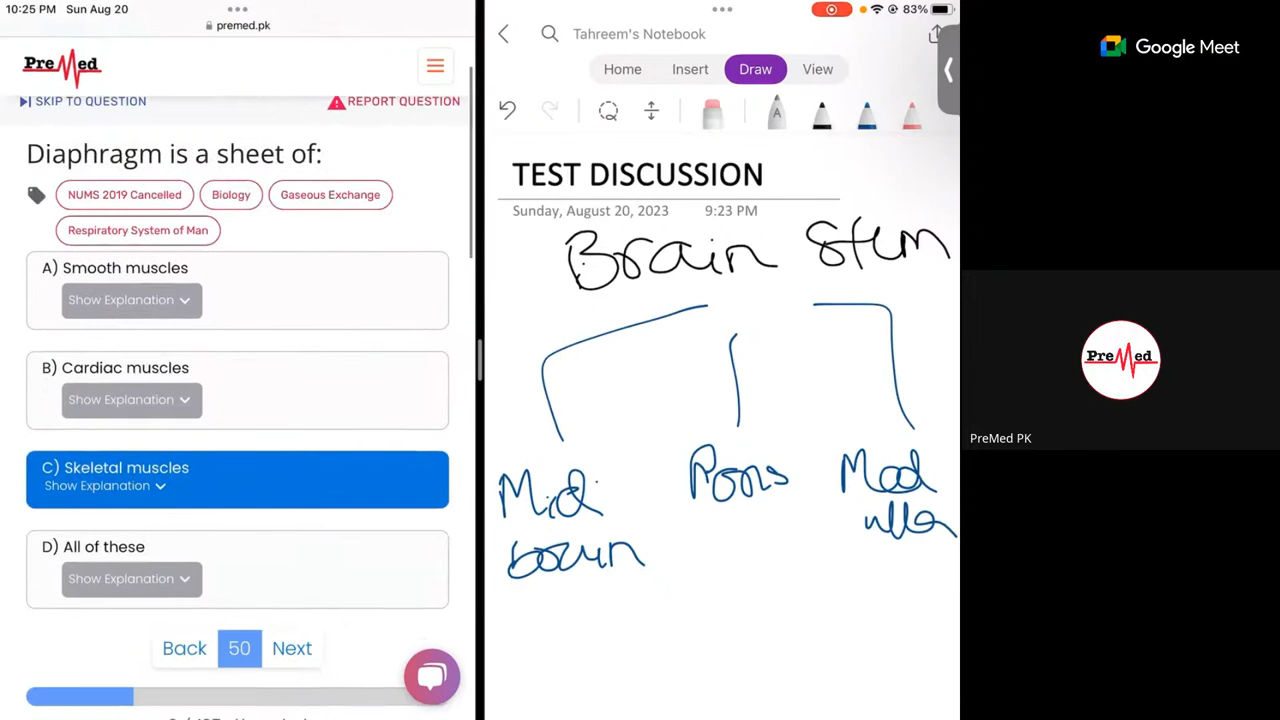 10:25 PM Sun Aug 20
premed.pk
PreMed
SKIP TO QUESTION
REPORT QUESTION
Diaphragm is a sheet of:
NUMS 2019 Cancelled
Biology
Gaseous Exchange
Respiratory System of Man
A) Smooth muscles
Show Explanation
B) Cardiac muscles
Show Explanation
C) Skeletal muscles
Show Explanation
D) All of these
Show Explanation
Back 50 Next
83%
Tahreem's Notebook
Home Insert Draw View
A
TEST DISCUSSION
Sunday, August 20, 2023 9:23 PM
Brain Stem
Mid
brain
Pons
Med
ulla
Google Meet
PreMed
PreMed PK